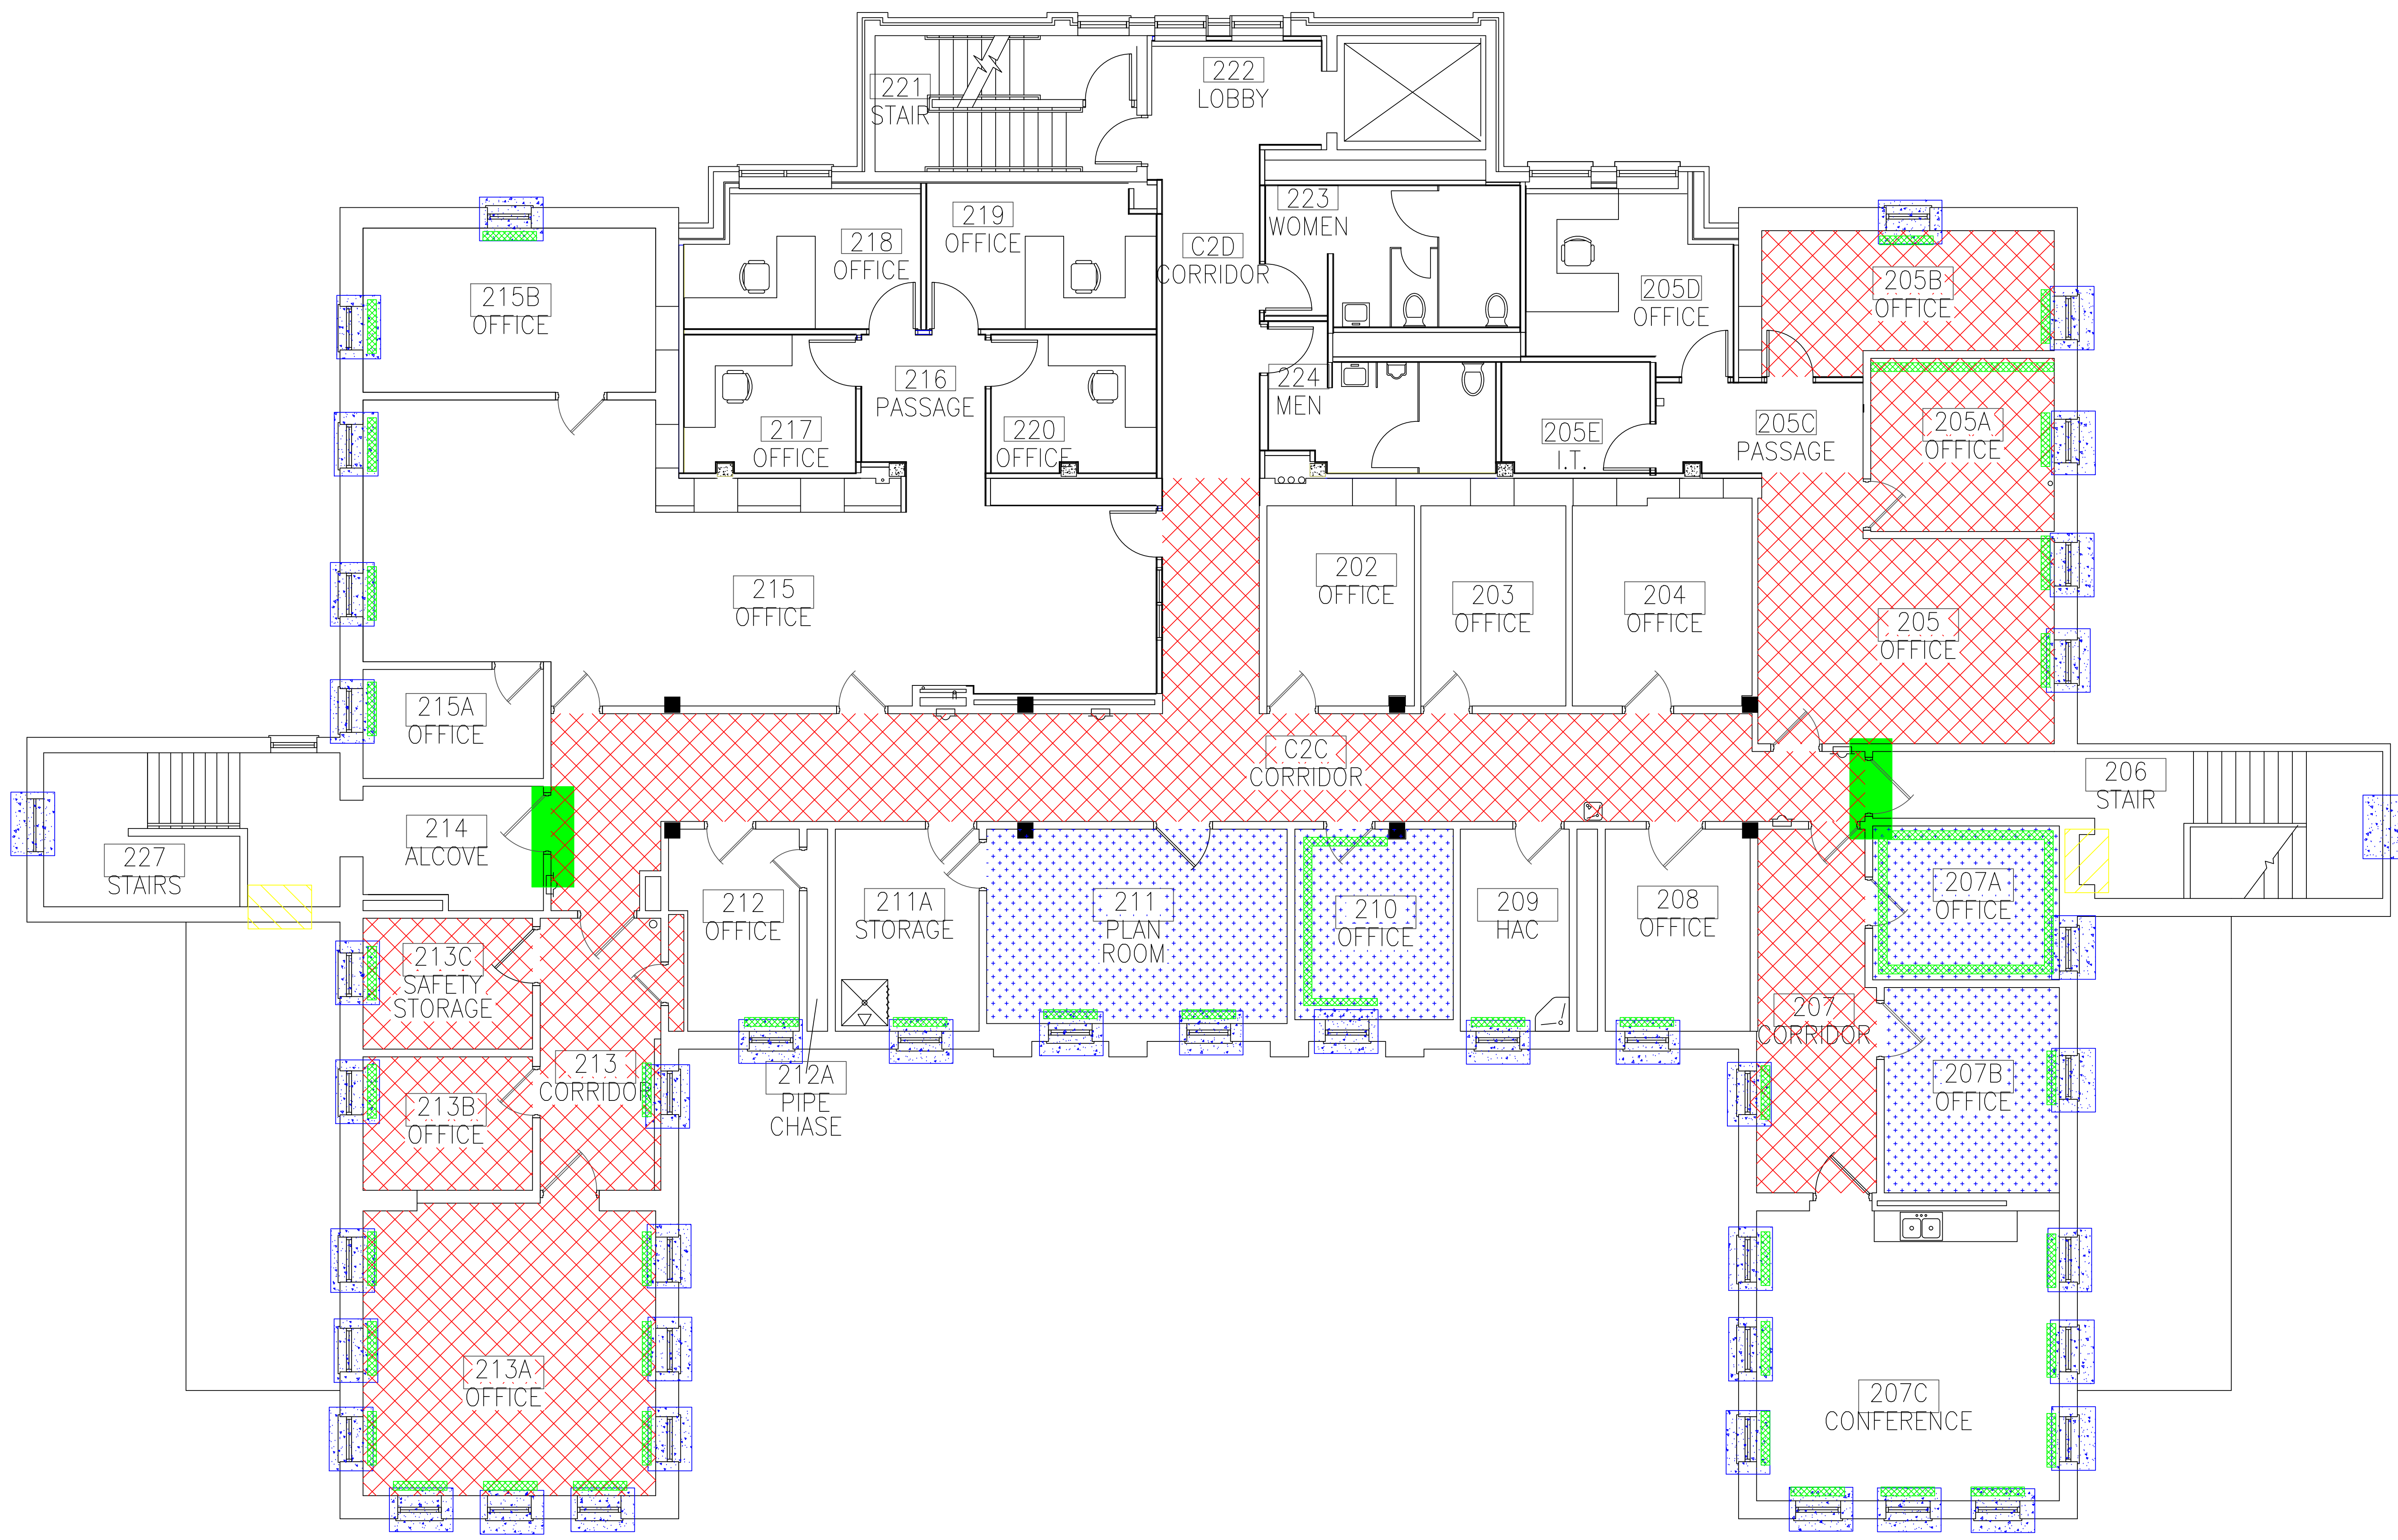 222
LOBBY
221
STAIR
223
WOMEN
219
OFFICE
218
OFFICE
C2D
CORRIDOR
205D
OFFICE
205B
OFFICE
215B
OFFICE
216
PASSAGE
224
MEN
217
OFFICE
220
OFFICE
205E
I.T.
205C
PASSAGE
205A
OFFICE
215
OFFICE
202
OFFICE
203
OFFICE
204
OFFICE
205
OFFICE
215A
OFFICE
C2C
CORRIDOR
206
STAIR
214
ALCOVE
227
STAIRS
212
OFFICE
211A
STORAGE
211
PLAN
ROOM
210
OFFICE
209
HAC
208
OFFICE
207A
OFFICE
213C
SAFETY
STORAGE
207
CORRIDOR
213
CORRIDOR
212A
PIPE
CHASE
207B
OFFICE
213B
OFFICE
213A
OFFICE
207C
CONFERENCE